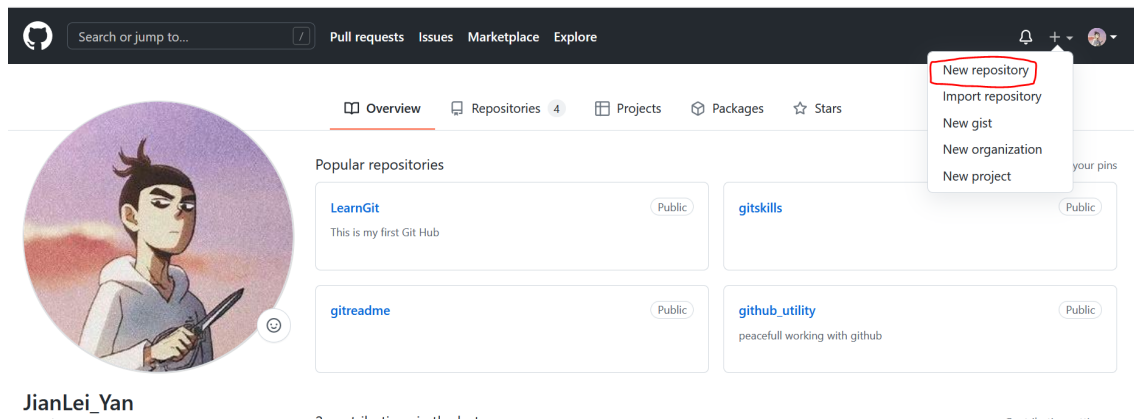 Search or jump to... /
Pull requests Issues Marketplace Explore
New repository
Import repository
New gist
New organization
New project
Overview Repositories 4 Projects Packages Stars
Popular repositories
your pins
LearnGit Public
This is my first Git Hub
gitskills Public
gitreadme Public
github_utility Public
peacefull working with github
JianLei_Yan